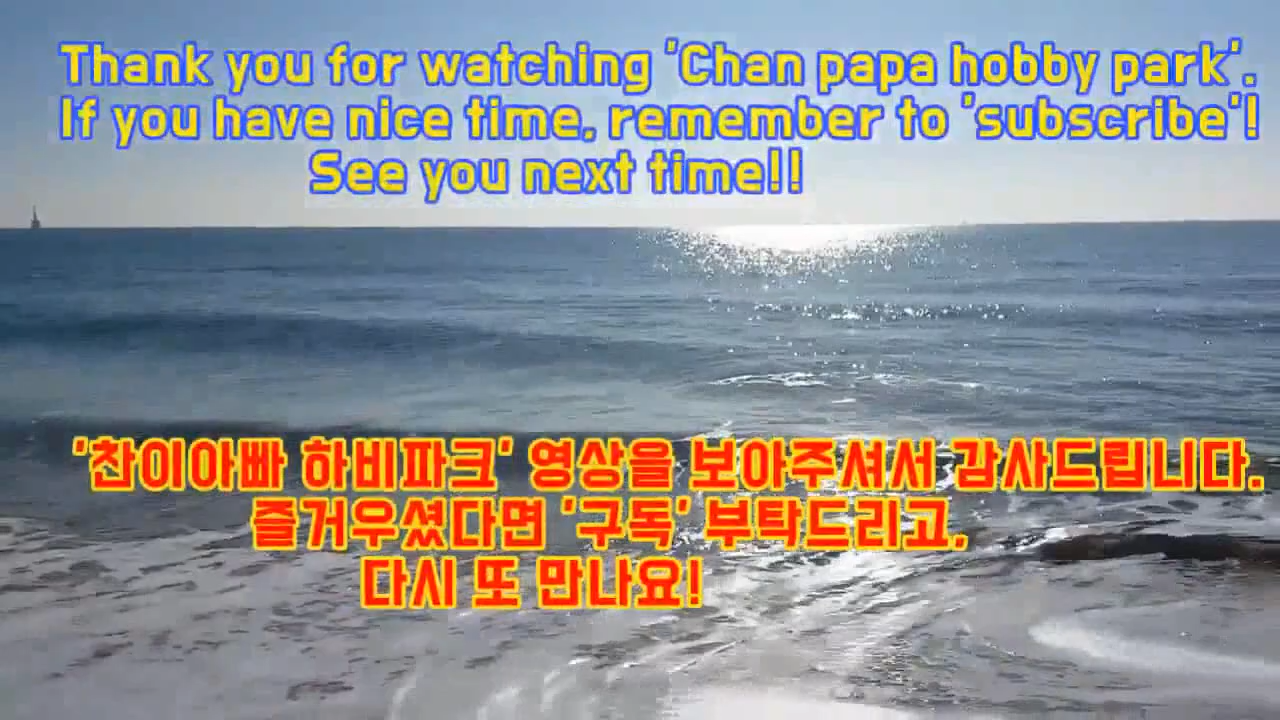 Thank you for watching 'Chan papa hobby park'.
If you have nice time, remember to 'subscribe'!
See you next time!!
'찬이아빠 하비파크' 영상을 보아주셔서 감사드립니다.
즐거우셨다면 '구독' 부탁드리고,
다시 또 만나요!